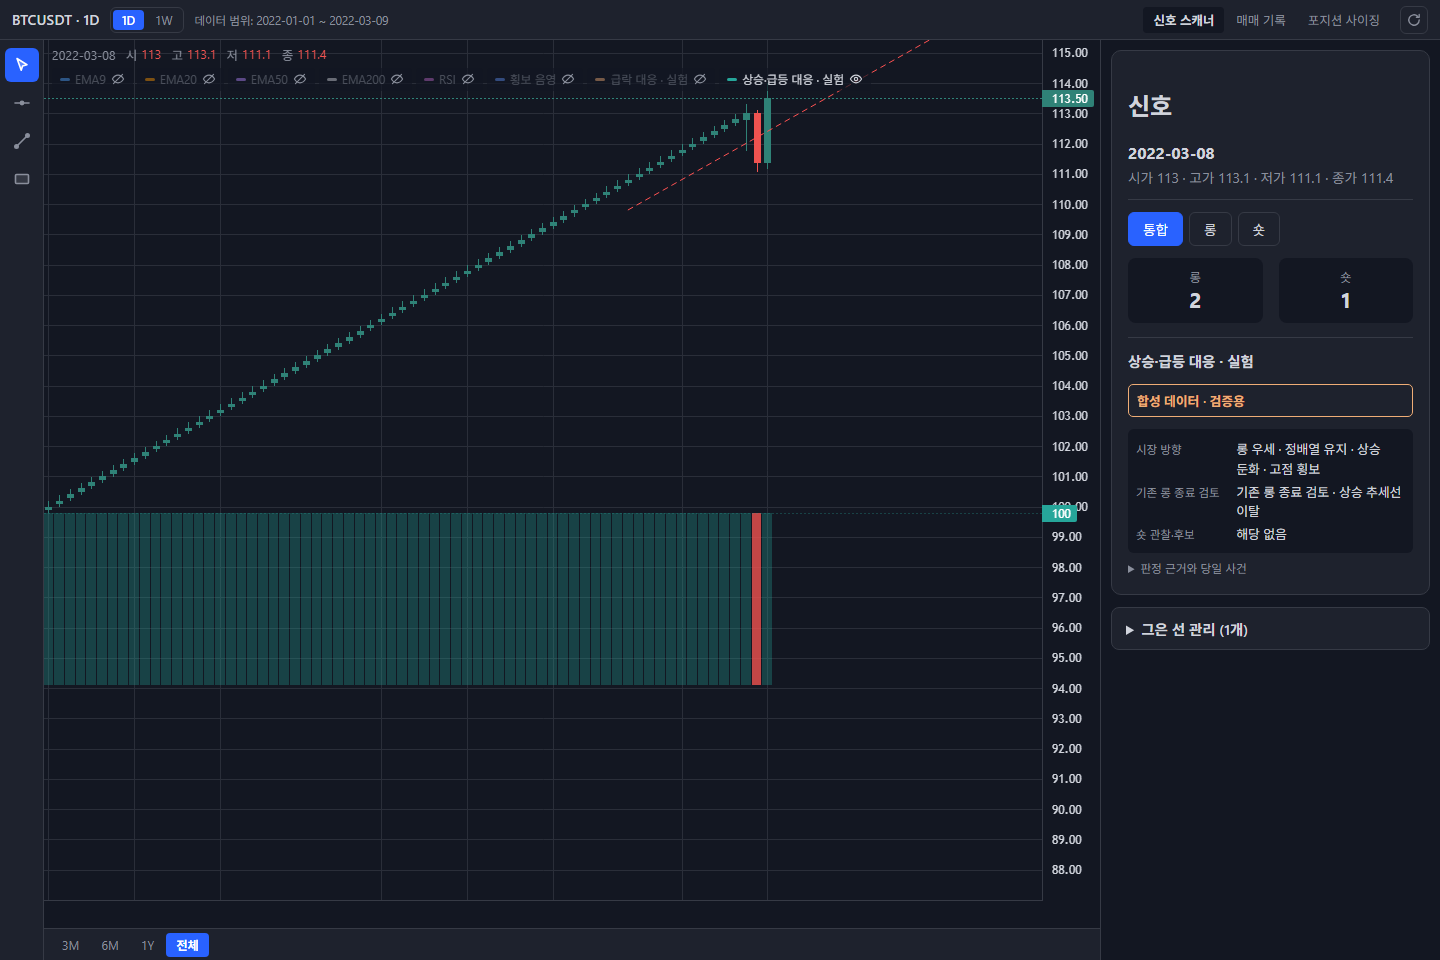 BTCUSDT · 1D
1D
1W
데이터 범위: 2022-01-01 ~ 2022-03-09
신호 스캐너
매매 기록
포지션 사이징
2022-03-08 시 113 고 113.1 저 111.1 종 111.4
EMA9
EMA20
EMA50
EMA200
RSI
횡보 음영
급락 대응 · 실험
상승·급등 대응 · 실험
115.00
114.00
113.50
113.00
112.00
111.00
110.00
109.00
108.00
107.00
106.00
105.00
104.00
103.00
102.00
101.00
100.00
100
99.00
98.00
97.00
96.00
95.00
94.00
93.00
92.00
91.00
90.00
89.00
88.00
3M
6M
1Y
전체
신호
2022-03-08
시가 113 · 고가 113.1 · 저가 111.1 · 종가 111.4
통합
롱
숏
롱
2
숏
1
상승·급등 대응 · 실험
합성 데이터 · 검증용
시장 방향
롱 우세 · 정배열 유지 · 상승
둔화 · 고점 횡보
기존 롱 종료 검토
기존 롱 종료 검토 · 상승 추세선
이탈
숏 관찰·후보
해당 없음
▶ 판정 근거와 당일 사건
▶ 그은 선 관리 (1개)